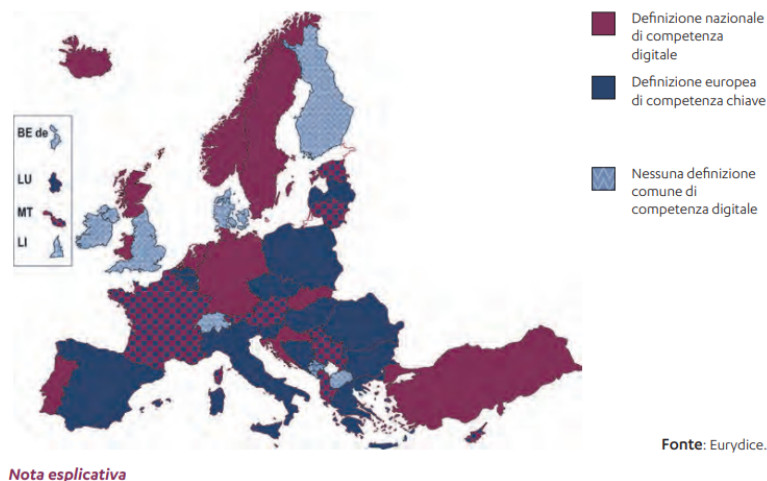 Definizione nazionale
di competenza
digitale
Definizione europea
di competenza chiave
Nessuna definizione
comune di
competenza digitale
BE de
LU
MT
LI
Fonte: Eurydice.
Nota esplicativa